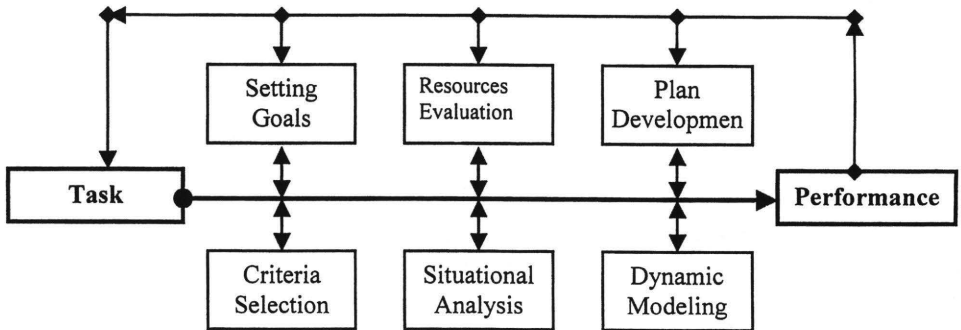 Setting
Goals
Resources
Evaluation
Plan
Developmen
Task
Performance
Criteria
Selection
Situational
Analysis
Dynamic
Modeling